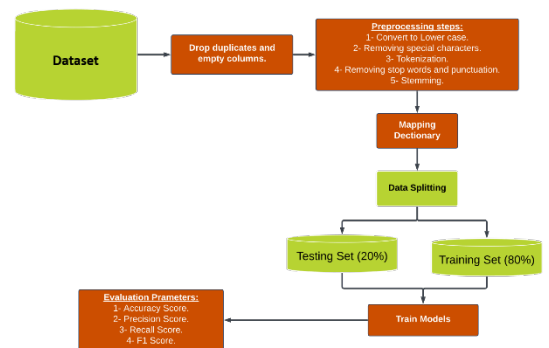 Dataset
Drop duplicates and
empty columns.
Preprocessing steps:
1- Convert to Lower case.
2- Removing special characters.
3- Tokenization.
4- Removing stop words and punctuation.
5- Stemming.
Mapping
Dectionary
Data Splitting
Testing Set (20%)
Training Set (80%)
Train Models
Evaluation Prameters:
1- Accuracy Score.
2- Precision Score.
3- Recall Score.
4- F1 Score.